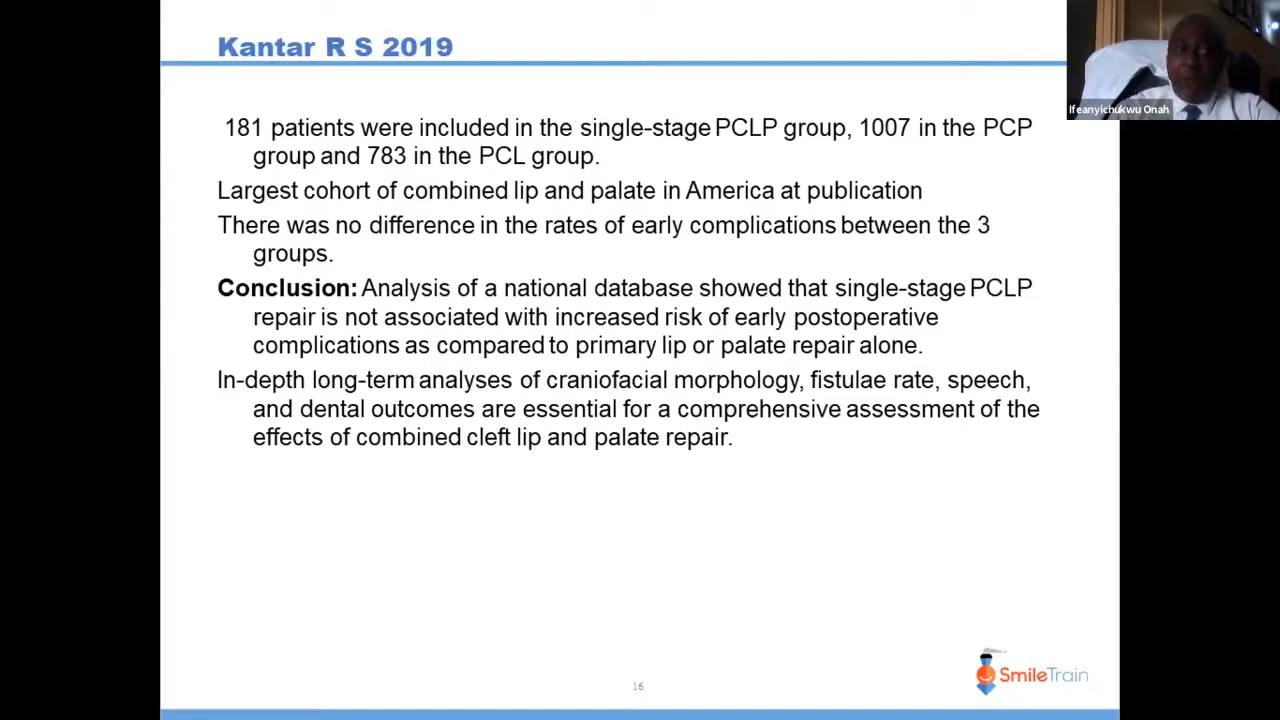 Kantar R S 2019
Ifeanyichukwu Onah
181 patients were included in the single-stage PCLP group, 1007 in the PCP
group and 783 in the PCL group.
Largest cohort of combined lip and palate in America at publication
There was no difference in the rates of early complications between the 3
groups.
Conclusion: Analysis of a national database showed that single-stage PCLP
repair is not associated with increased risk of early postoperative
complications as compared to primary lip or palate repair alone.
In-depth long-term analyses of craniofacial morphology, fistulae rate, speech,
and dental outcomes are essential for a comprehensive assessment of the
effects of combined cleft lip and palate repair.
16
SmileTrain